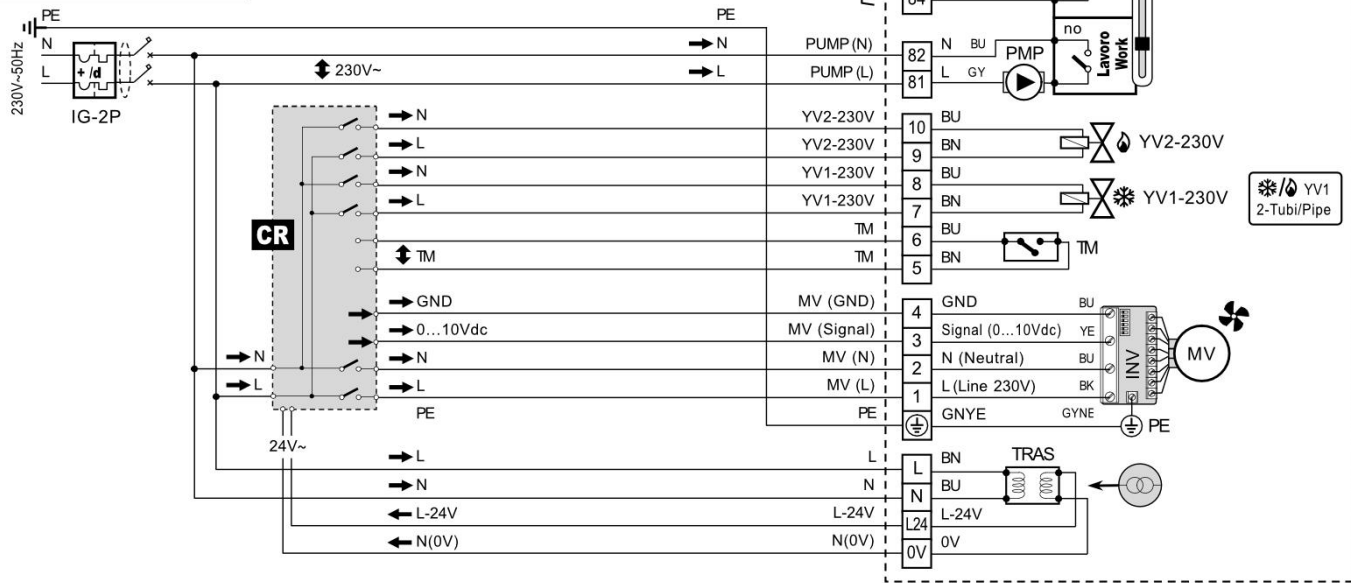 PE PE 84
N N PUMP (N) 82 N BU PMP no Lavoro Work
230V~50Hz L + /d 230V~ L PUMP (L) 81 L GY
IG-2P
N YV2-230V 10 BU
L YV2-230V 9 BN YV2-230V
N YV1-230V 8 BU
L YV1-230V 7 BN YV1-230V YV1
2-Tubi/Pipe
CR TM 6 BU
TM TM 5 BN TM
GND MV (GND) 4 GND BU
0...10Vdc MV (Signal) 3 Signal (0...10Vdc) YE
N N MV (N) 2 N (Neutral) BU INV MV
L L MV (L) 1 L (Line 230V) BK
PE PE GNYE GYNE PE
24V~
L L L BN TRAS
N N N BU
L-24V L-24V L24 L-24V
N(0V) N(0V) 0V 0V